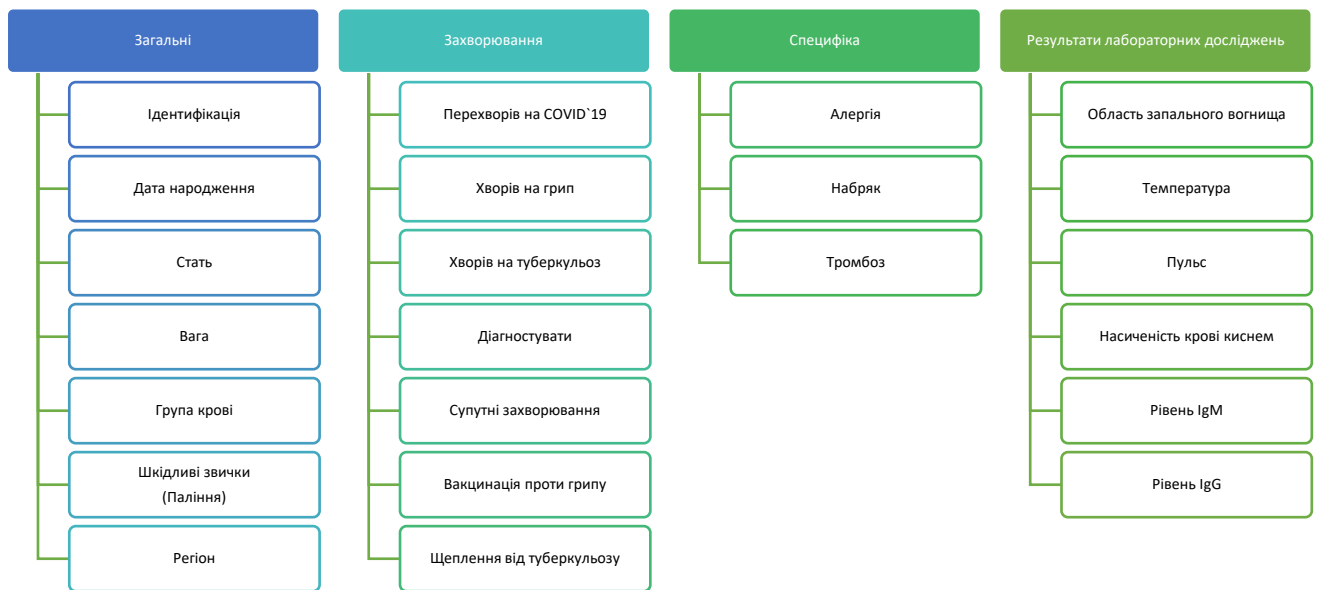 Загальні
Ідентифікація
Дата народження
Стать
Вага
Група крові
Шкідливі звички
(Паління)
Регіон
Захворювання
Перехворів на COVID`19
Хворів на грип
Хворів на туберкульоз
Діагностувати
Супутні захворювання
Вакцинація проти грипу
Щеплення від туберкульозу
Специфіка
Алергія
Набряк
Тромбоз
Результати лабораторних досліджень
Область запального вогнища
Температура
Пульс
Насиченість крові киснем
Рівень IgM
Рівень IgG